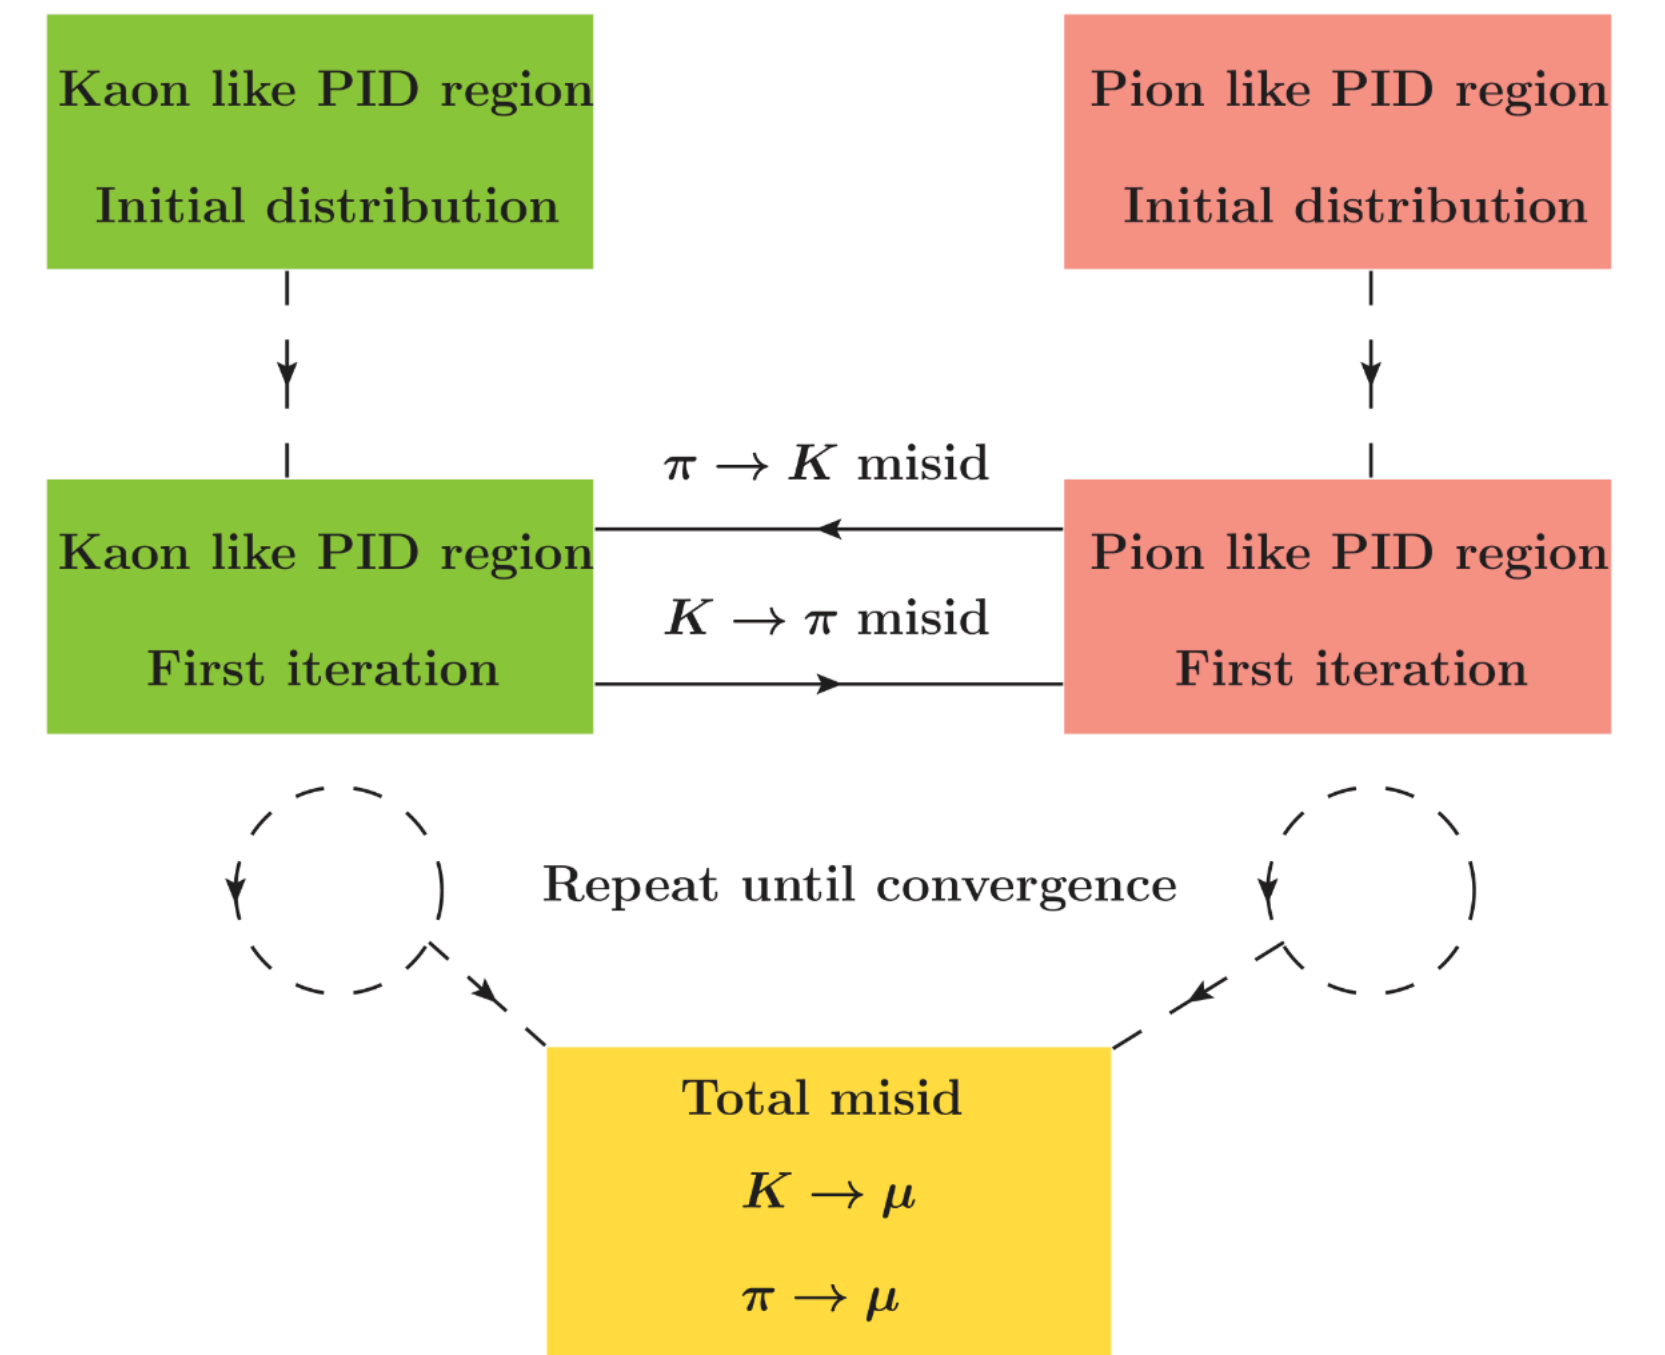 Kaon like PID region
Initial distribution
Pion like PID region
Initial distribution
π → K misid
K → π misid
Kaon like PID region
First iteration
Pion like PID region
First iteration
Repeat until convergence
Total misid
K → μ
π → μ